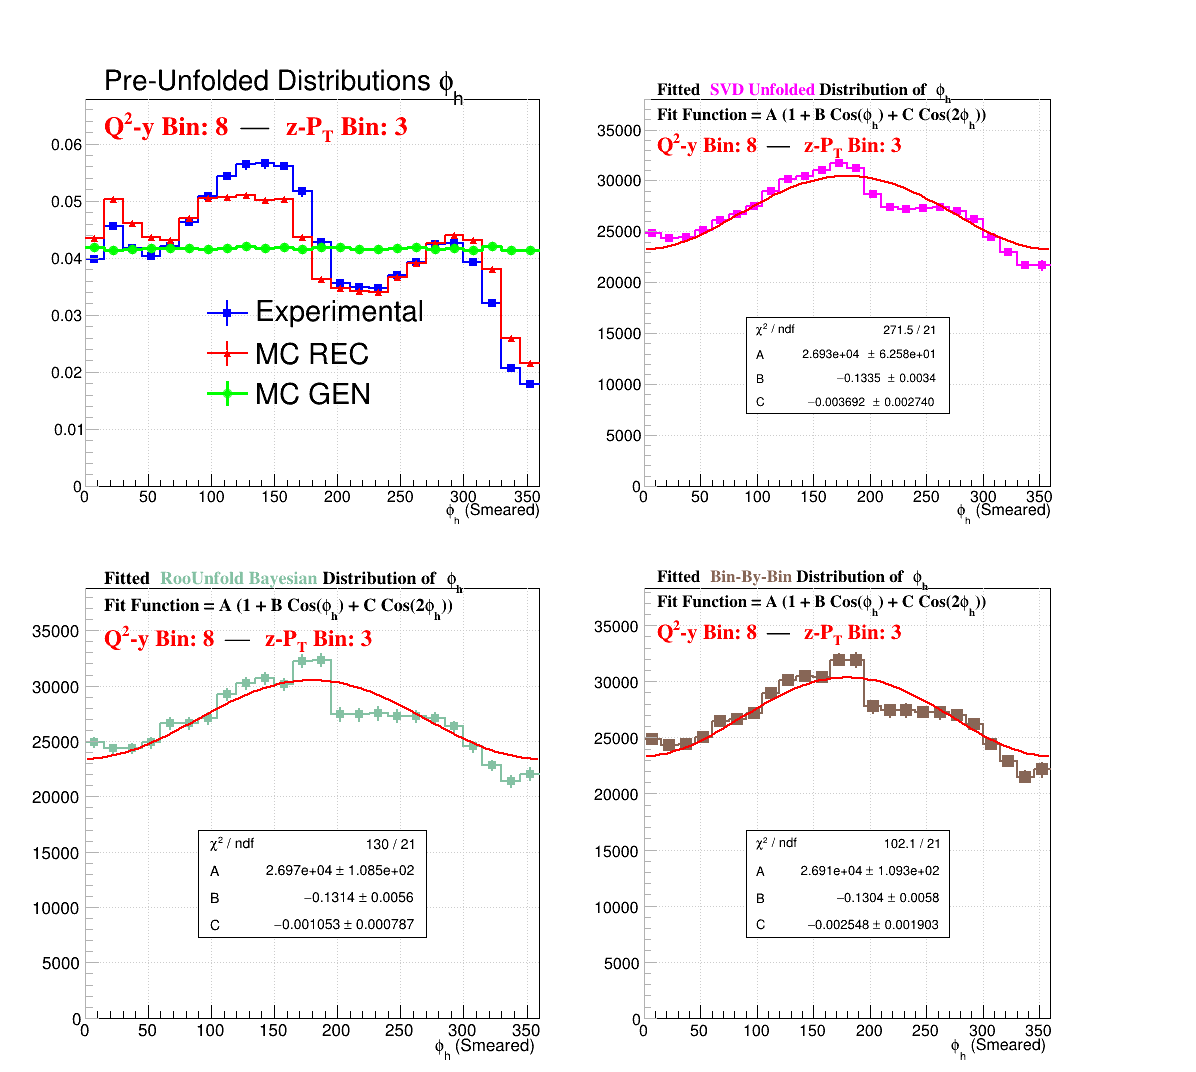 Pre-Unfolded Distributions ϕh
Q²-y Bin: 8 — z-PT Bin: 3
0.06
0.05
0.04
0.03
0.02
0.01
0
Experimental
MC REC
MC GEN
0 50 100 150 200 250 300 350
ϕh (Smeared)
Fitted SVD Unfolded Distribution of ϕh
Fit Function = A (1 + B Cos(ϕh) + C Cos(2ϕh))
Q²-y Bin: 8 — z-PT Bin: 3
35000
30000
25000
20000
15000
10000
5000
0
χ² / ndf 271.5 / 21
A 2.693e+04 ± 6.258e+01
B −0.1335 ± 0.0034
C −0.003692 ± 0.002740
0 50 100 150 200 250 300 350
ϕh (Smeared)
Fitted RooUnfold Bayesian Distribution of ϕh
Fit Function = A (1 + B Cos(ϕh) + C Cos(2ϕh))
Q²-y Bin: 8 — z-PT Bin: 3
35000
30000
25000
20000
15000
10000
5000
0
χ² / ndf 130 / 21
A 2.697e+04 ± 1.085e+02
B −0.1314 ± 0.0056
C −0.001053 ± 0.000787
0 50 100 150 200 250 300 350
ϕh (Smeared)
Fitted Bin-By-Bin Distribution of ϕh
Fit Function = A (1 + B Cos(ϕh) + C Cos(2ϕh))
Q²-y Bin: 8 — z-PT Bin: 3
35000
30000
25000
20000
15000
10000
5000
0
χ² / ndf 102.1 / 21
A 2.691e+04 ± 1.093e+02
B −0.1304 ± 0.0058
C −0.002548 ± 0.001903
0 50 100 150 200 250 300 350
ϕh (Smeared)